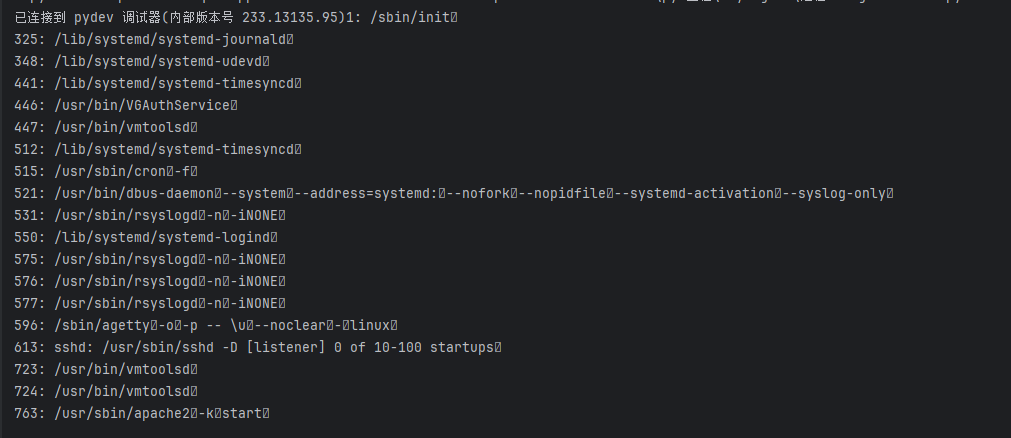 已连接到 pydev 调试器(内部版本号 233.13135.95)1: /sbin/init␀
325: /lib/systemd/systemd-journald␀
348: /lib/systemd/systemd-udevd␀
441: /lib/systemd/systemd-timesyncd␀
446: /usr/bin/VGAuthService␀
447: /usr/bin/vmtoolsd␀
512: /lib/systemd/systemd-timesyncd␀
515: /usr/sbin/cron␀-f␀
521: /usr/bin/dbus-daemon␀--system␀--address=systemd:␀--nofork␀--nopidfile␀--systemd-activation␀--syslog-only␀
531: /usr/sbin/rsyslogd␀-n␀-iNONE␀
550: /lib/systemd/systemd-logind␀
575: /usr/sbin/rsyslogd␀-n␀-iNONE␀
576: /usr/sbin/rsyslogd␀-n␀-iNONE␀
577: /usr/sbin/rsyslogd␀-n␀-iNONE␀
596: /sbin/agetty␀-o␀-p -- \u␀--noclear␀-␀linux␀
613: sshd: /usr/sbin/sshd -D [listener] 0 of 10-100 startups␀
723: /usr/bin/vmtoolsd␀
724: /usr/bin/vmtoolsd␀
763: /usr/sbin/apache2␀-k␀start␀